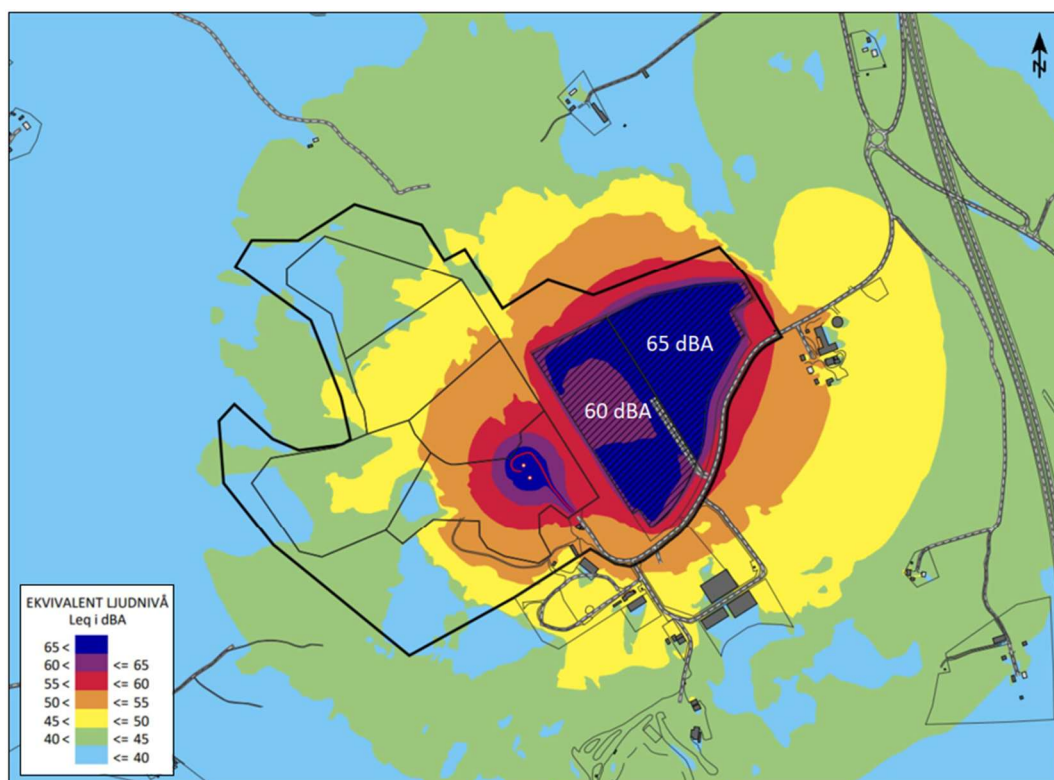 N
65 dBA
60 dBA
EKVIVALENT LJUDNIVÅ
Leq i dBA
65 <
60 < <= 65
55 < <= 60
50 < <= 55
45 < <= 50
40 < <= 45
<= 40